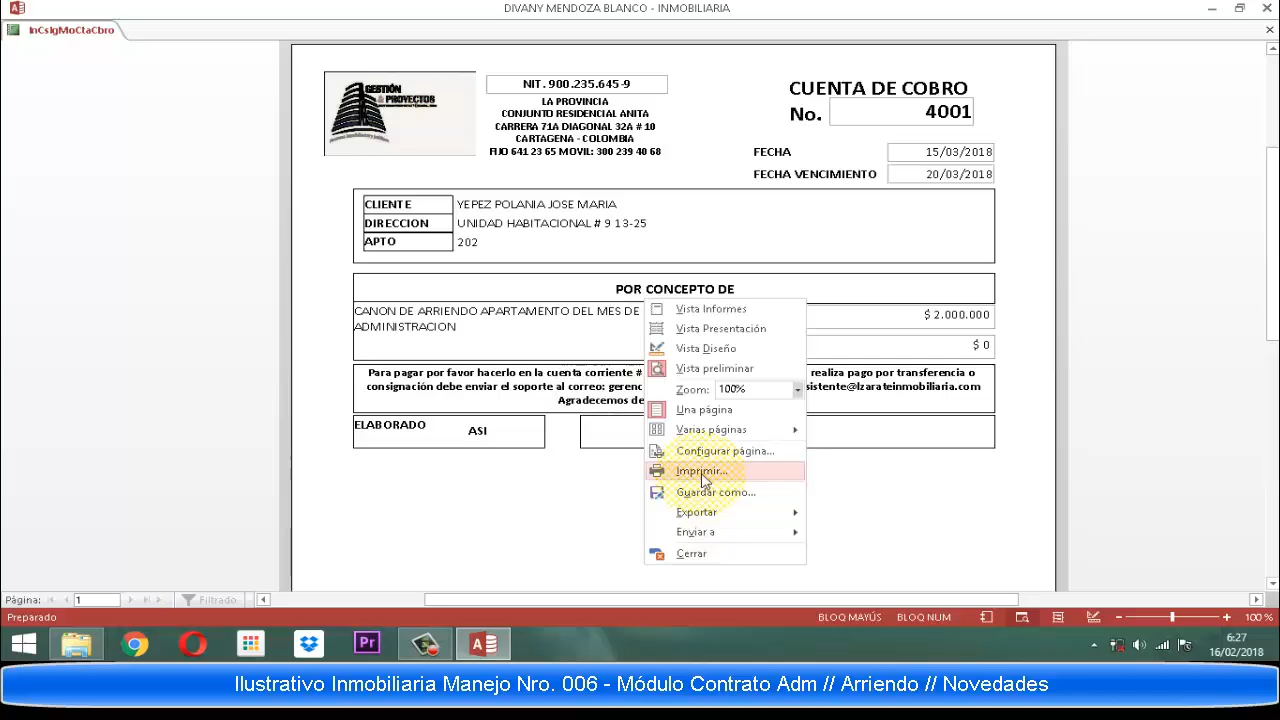 DIVANY MENDOZA BLANCO - INMOBILIARIA
InCsIgMoCtaCbro
GESTIÓN
& PROYECTOS
NIT. 900.235.645-9
LA PROVINCIA
CONJUNTO RESIDENCIAL ANITA
CARRERA 71A DIAGONAL 32A # 10
CARTAGENA - COLOMBIA
FIJO 641 23 65 MOVIL: 300 239 40 68
CUENTA DE COBRO
No. 4001
FECHA 15/03/2018
FECHA VENCIMIENTO 20/03/2018
CLIENTE YEPEZ POLANIA JOSE MARIA
DIRECCION UNIDAD HABITACIONAL # 9 13-25
APTO 202
POR CONCEPTO DE
CANON DE ARRIENDO APARTAMENTO DEL MES DE
$ 2.000.000
ADMINISTRACION
$ 0
Para pagar por favor hacerlo en la cuenta corriente # realiza pago por transferencia o
consignación debe enviar el soporte al correo: gerenc sistente@lzarateinmobiliaria.com
Agradecemos de
ELABORADO ASI
Vista Informes
Vista Presentación
Vista Diseño
Vista preliminar
Zoom: 100%
Una página
Varias páginas
Configurar página...
Imprimir...
Guardar como...
Exportar
Enviar a
Cerrar
Página: 1 Filtrado
Preparado BLOQ MAYÚS BLOQ NUM 100 %
Pr
6:27
16/02/2018
Ilustrativo Inmobiliaria Manejo Nro. 006 - Módulo Contrato Adm // Arriendo // Novedades